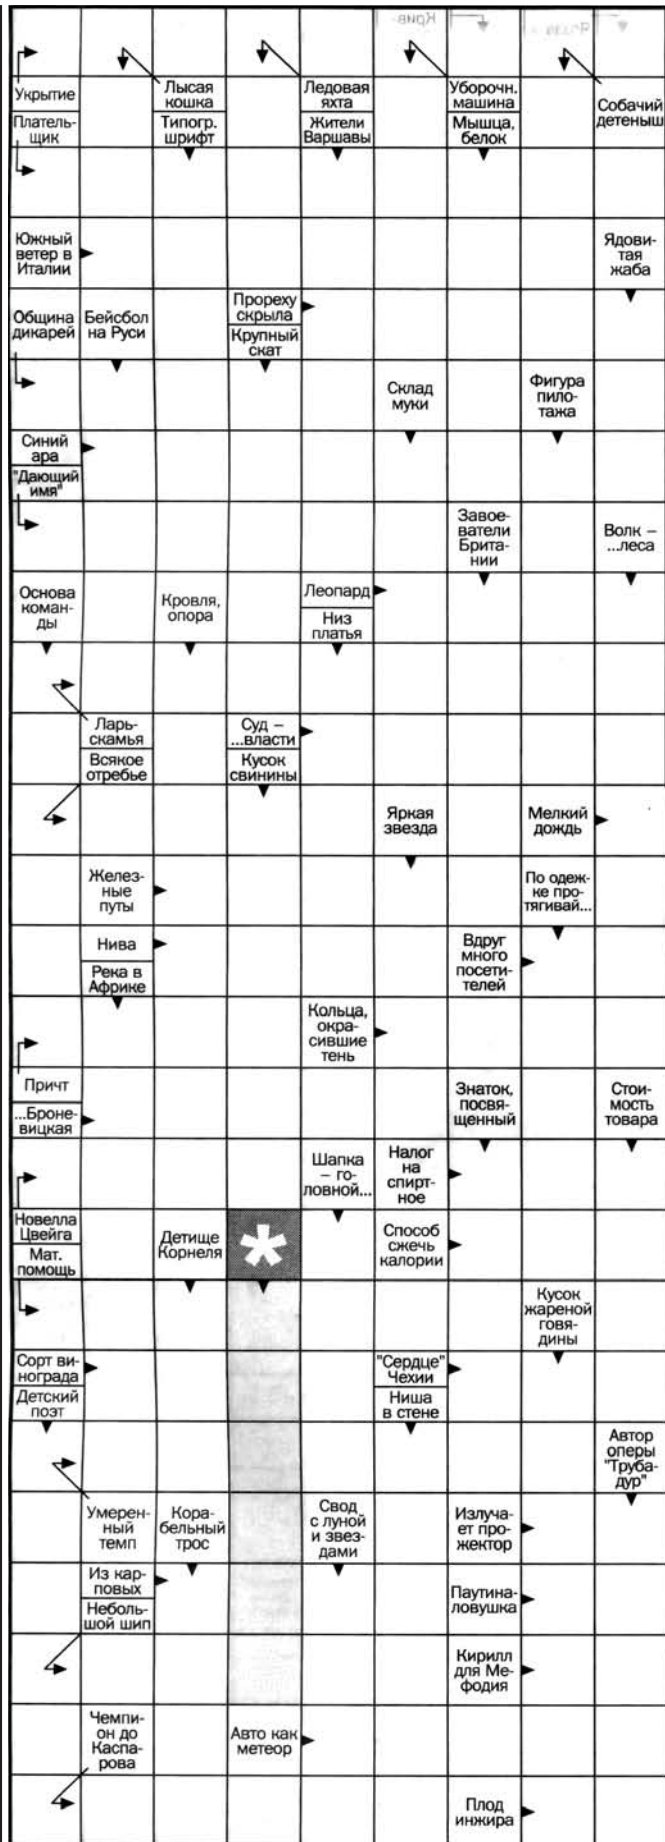 Укрытие
Платель-
щик
Лысая
кошка
Типогр.
шрифт
Ледовая
яхта
Жители
Варшавы
Уборочн.
машина
Мышца,
белок
Собачий
детеныш
Южный
ветер в
Италии
Ядови-
тая
жаба
Община
дикарей
Бейсбол
на Руси
Прореху
скрыла
Крупный
скат
Склад
муки
Фигура
пило-
тажа
Синий
ара
"Дающий
имя"
Завое-
ватели
Брита-
нии
Волк –
...леса
Основа
коман-
ды
Кровля,
опора
Леопард
Низ
платья
Ларь-
скамья
Всякое
отребье
Суд –
...власти
Кусок
свинины
Яркая
звезда
Мелкий
дождь
Желез-
ные
путы
По одеж-
ке про-
тягивай...
Нива
Река в
Африке
Вдруг
много
посети-
телей
Кольца,
окра-
сившие
тень
Причт
...Броне-
вицкая
Знаток,
посвя-
щенный
Стои-
мость
товара
Шапка
– го-
ловной...
Налог
на
спирт-
ное
Новелла
Цвейга
Мат.
помощь
Детище
Корнеля
*
Способ
сжечь
калории
Кусок
жареной
говя-
дины
Сорт ви-
нограда
Детский
поэт
"Сердце"
Чехии
Ниша
в стене
Автор
оперы
"Труба-
дур"
Умерен-
ный
темп
Кора-
бельный
трос
Свод
с луной
и звез-
дами
Излуча-
ет про-
жектор
Из кар-
повых
Неболь-
шой шип
Паутина-
ловушка
Кирилл
для Ме-
фодия
Чемпи-
он до
Каспа-
рова
Авто как
метеор
Плод
инжира